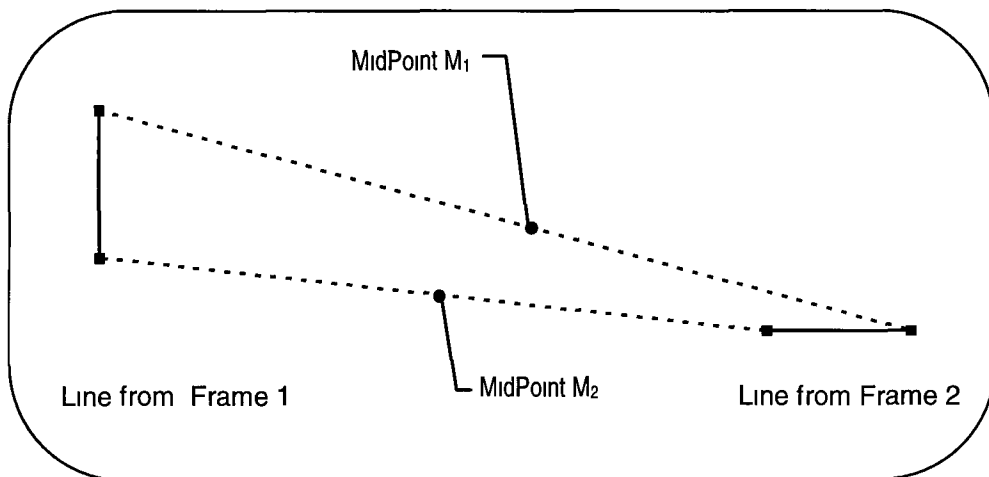 MidPoint M₁
MidPoint M₂
Line from Frame 1
Line from Frame 2